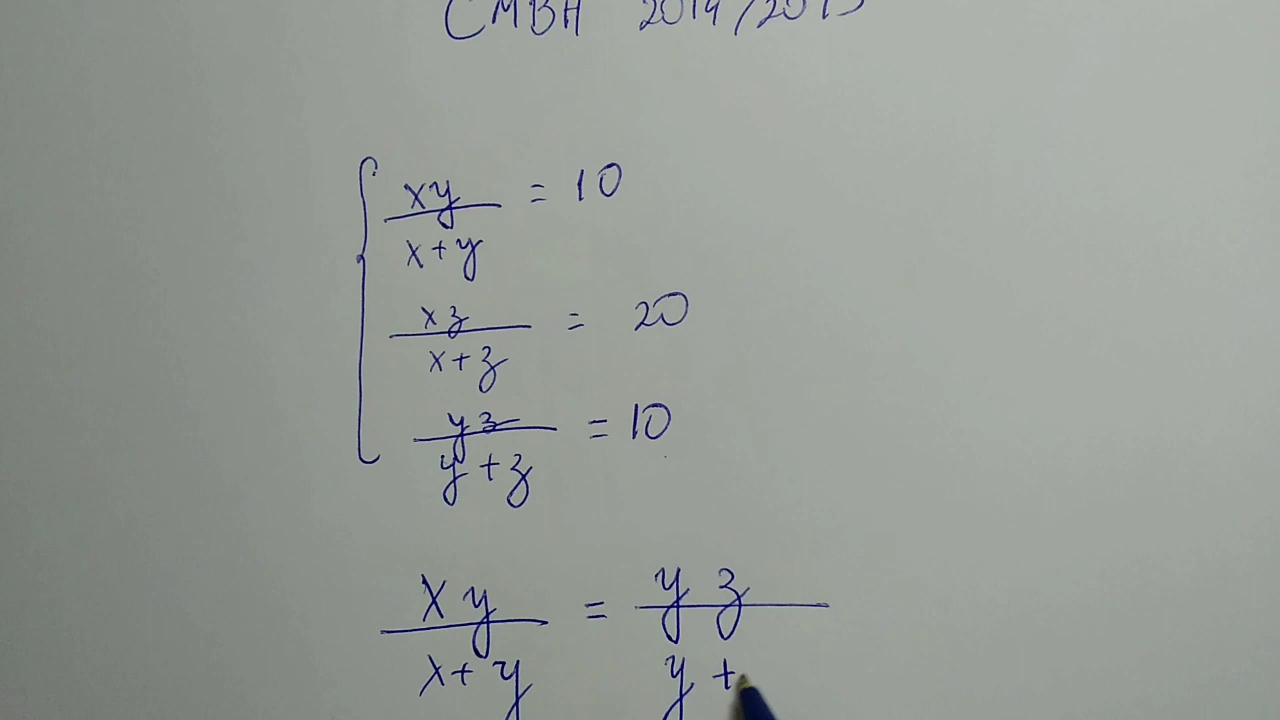 CMBH 2014/2015
xy/x+y = 10
xz/x+z = 20
yz/y+z = 10
xy/x+y = yz/y+